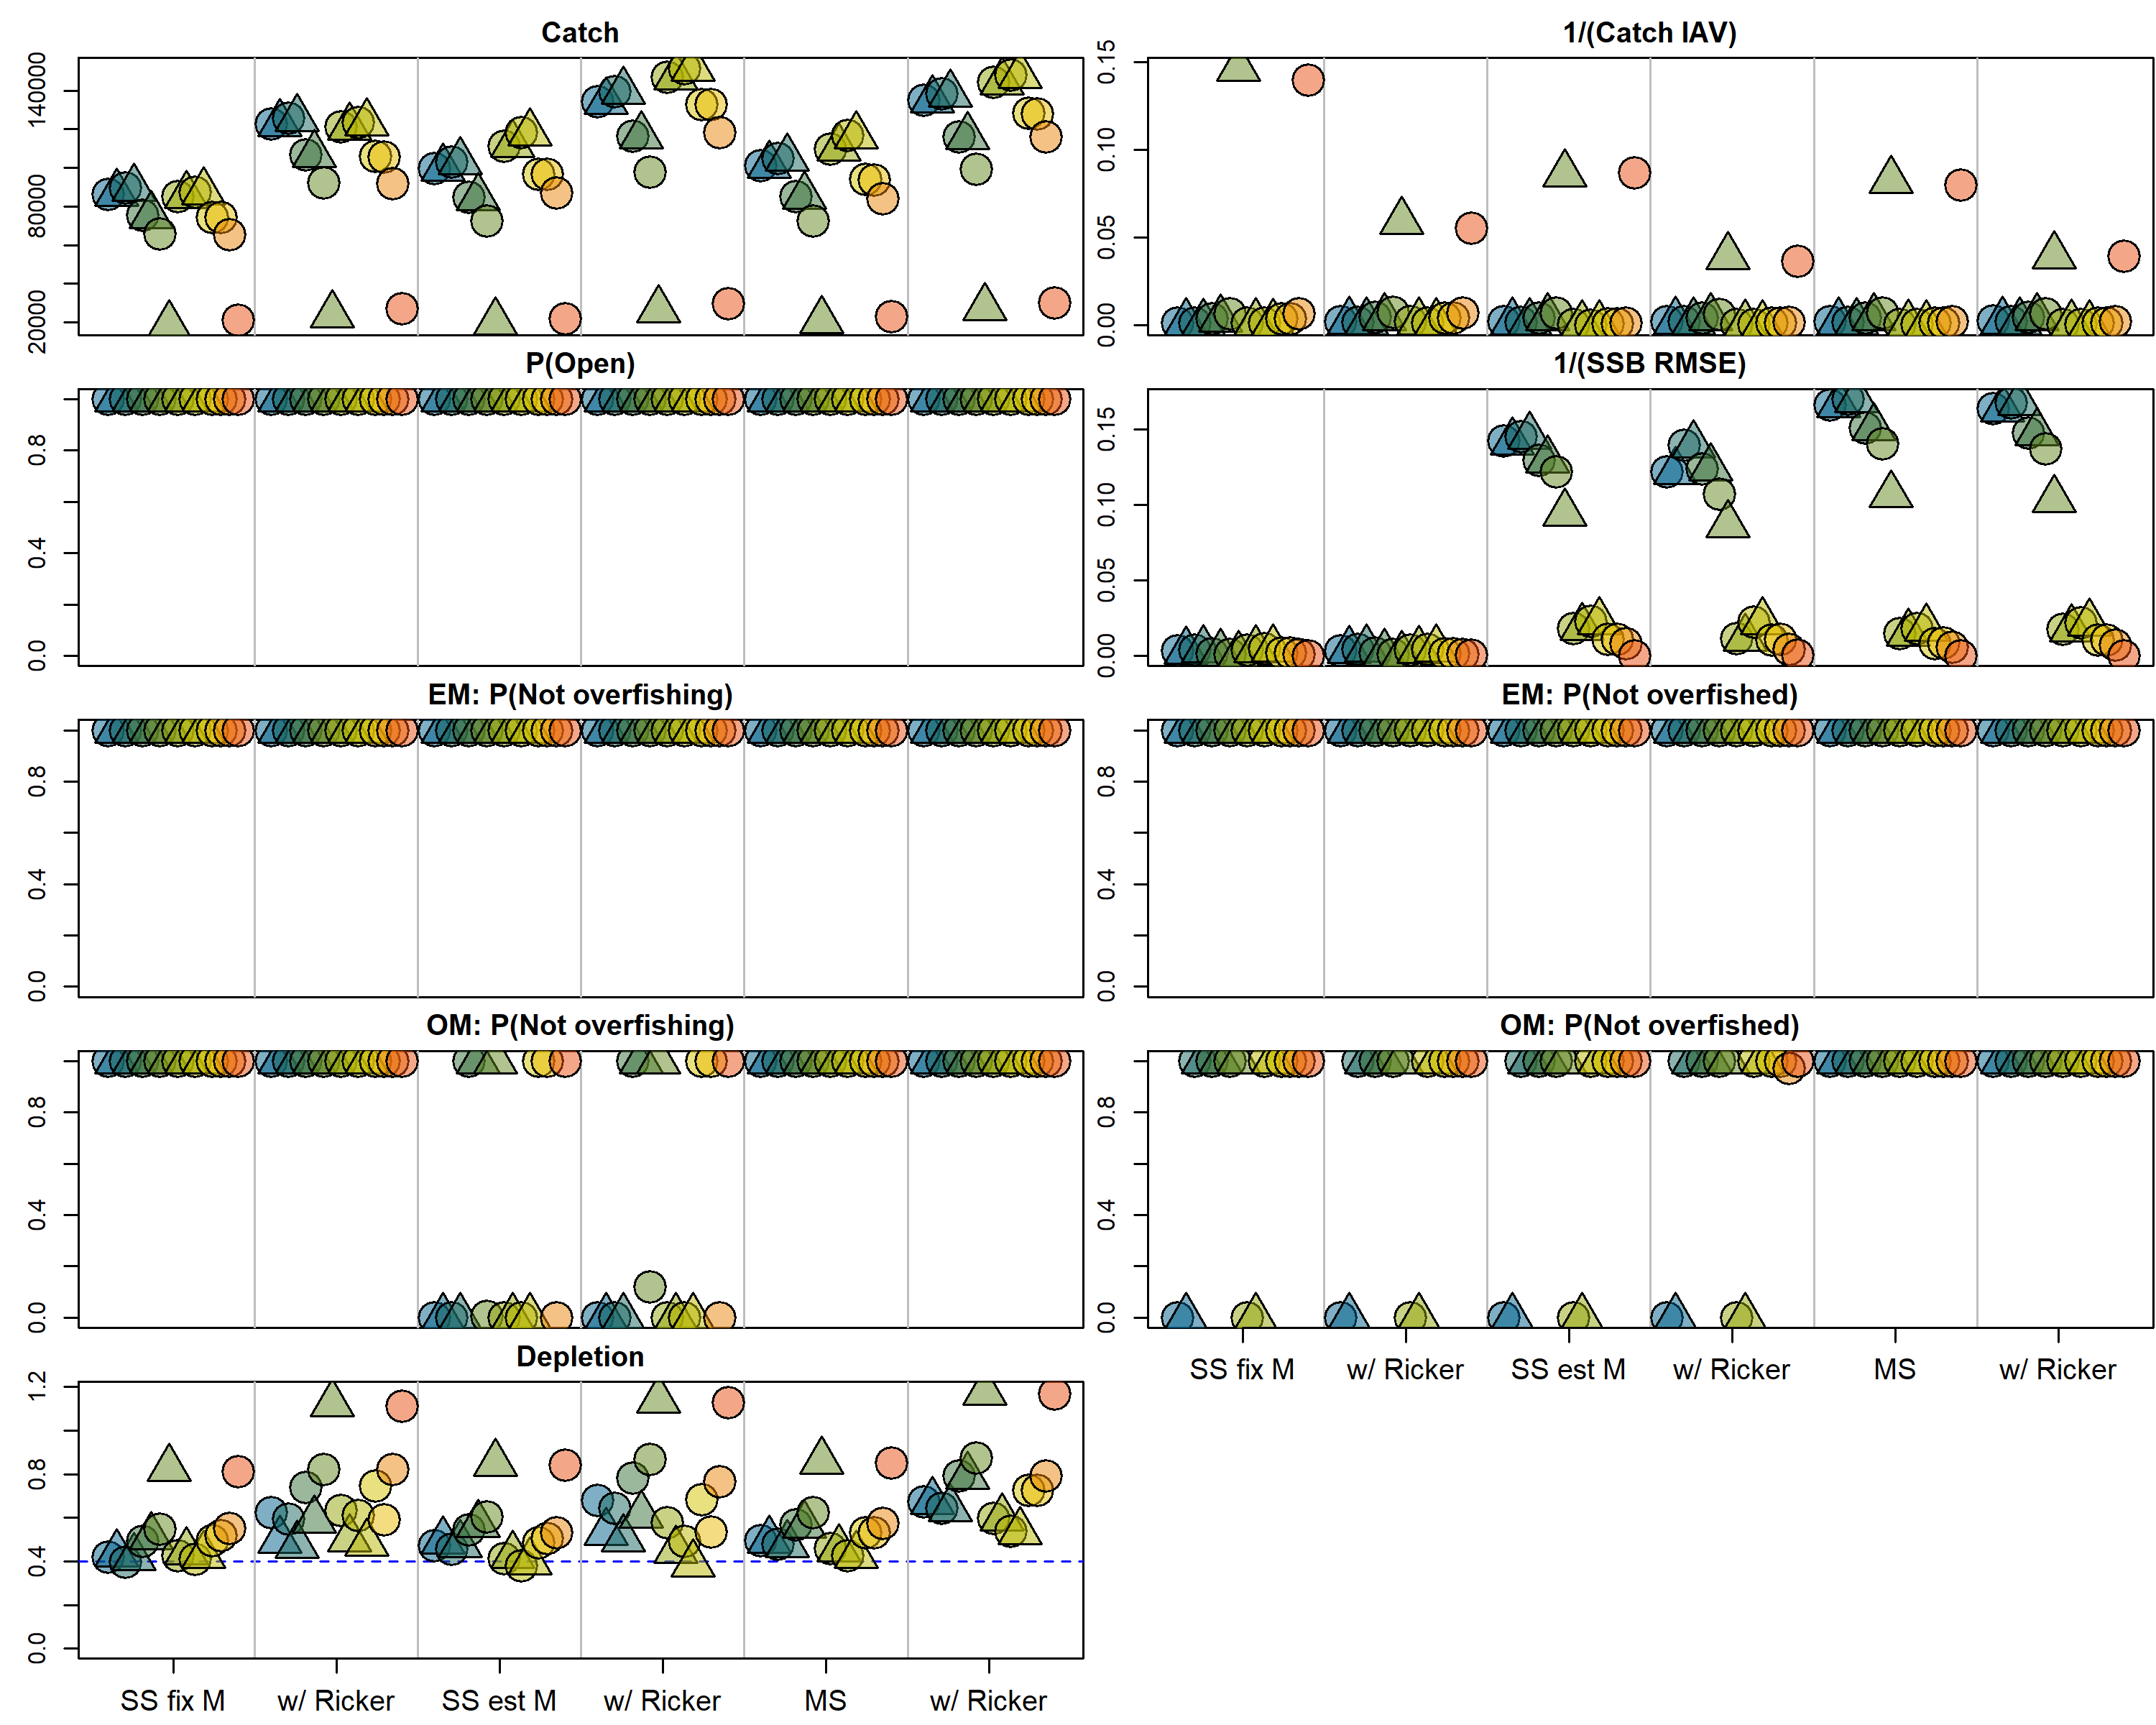 Catch
140000
80000
20000
1/(Catch IAV)
0.15
0.10
0.05
0.00
P(Open)
0.8
0.4
0.0
1/(SSB RMSE)
0.15
0.10
0.05
0.00
EM: P(Not overfishing)
0.8
0.4
0.0
EM: P(Not overfished)
0.8
0.4
0.0
OM: P(Not overfishing)
0.8
0.4
0.0
OM: P(Not overfished)
0.8
0.4
0.0
SS fix M w/ Ricker SS est M w/ Ricker MS w/ Ricker
Depletion
1.2
0.8
0.4
0.0
SS fix M w/ Ricker SS est M w/ Ricker MS w/ Ricker